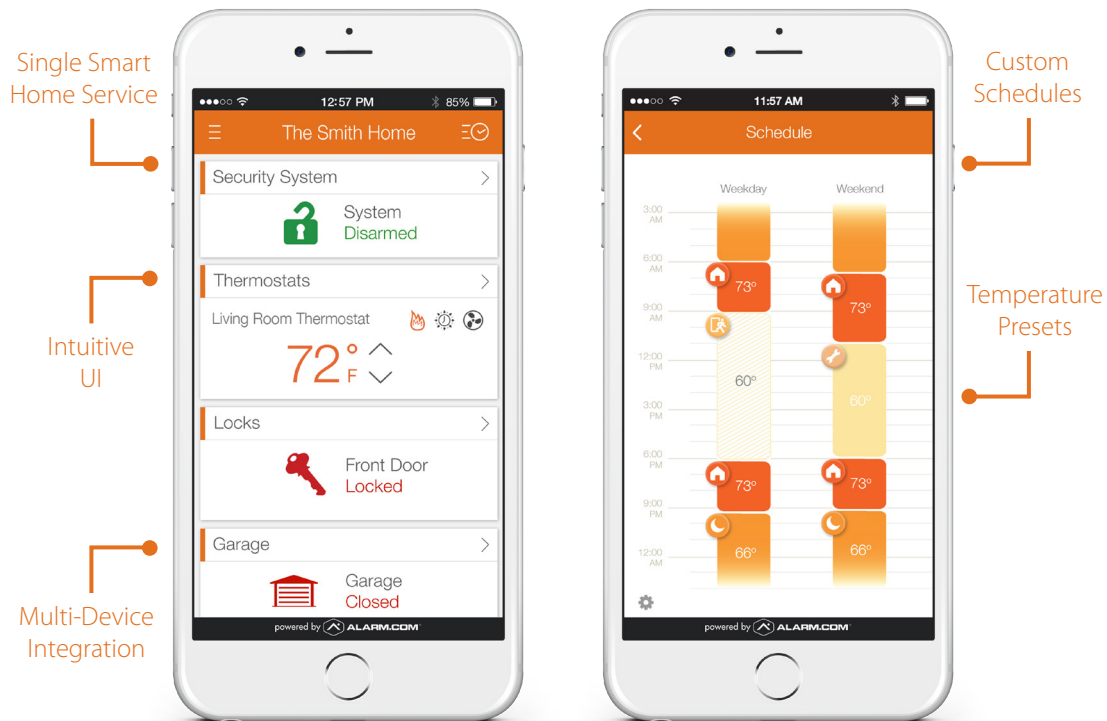 Single Smart
Home Service
Intuitive
UI
Multi-Device
Integration
12:57 PM
85%
The Smith Home
Security System
System
Disarmed
Thermostats
Living Room Thermostat
72°F
Locks
Front Door
Locked
Garage
Garage
Closed
powered by ALARM.COM
11:57 AM
Schedule
Weekday Weekend
3:00
AM
6:00
AM
73°
73°
9:00
AM
12:00
PM
60°
60°
3:00
PM
6:00
PM
73°
73°
9:00
PM
66°
66°
12:00
AM
powered by ALARM.COM
Custom
Schedules
Temperature
Presets